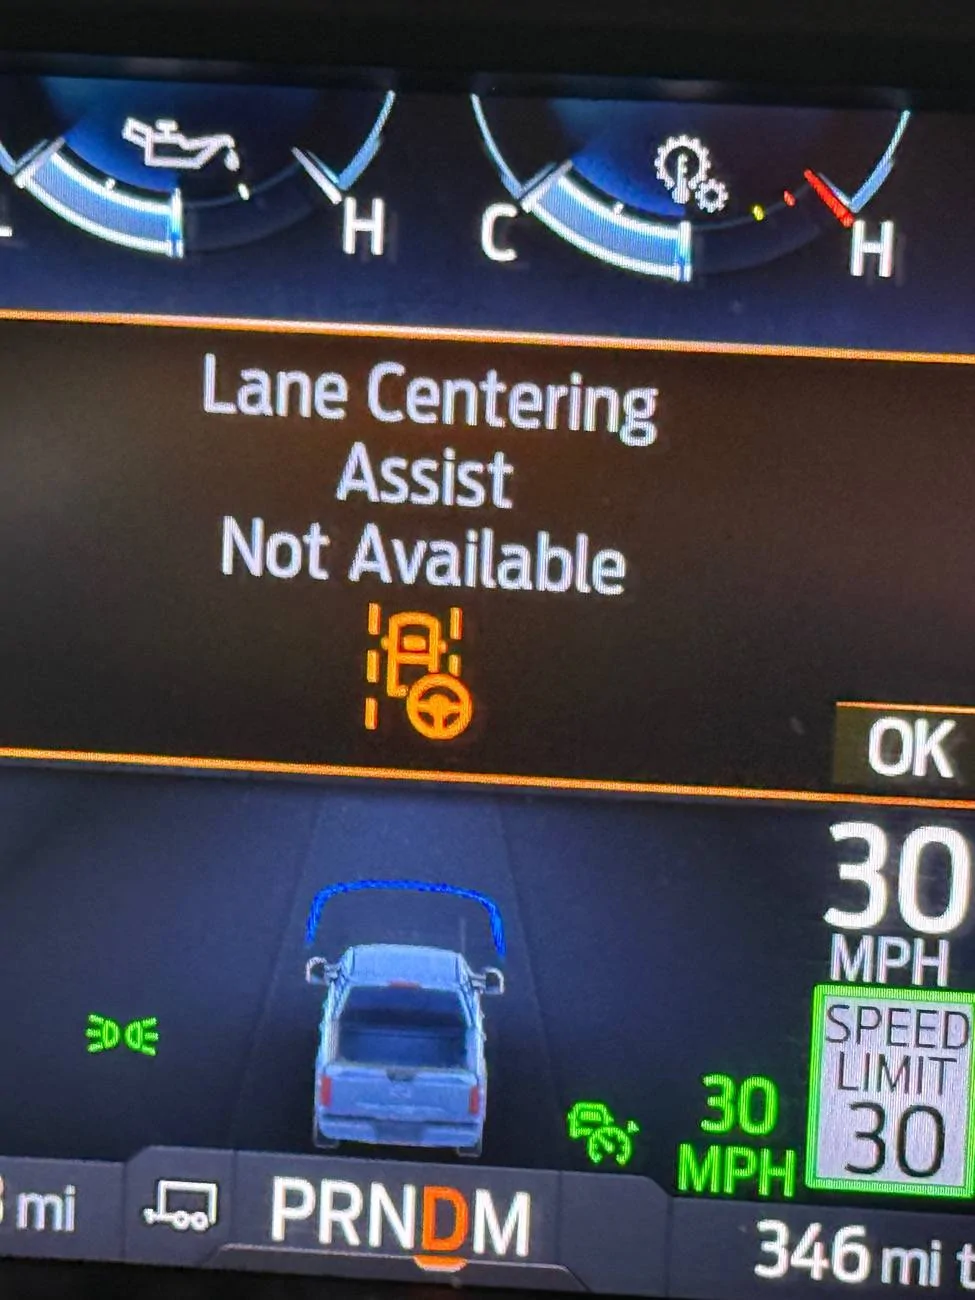 H
C
H
Lane Centering
Assist
Not Available
OK
30
MPH
SPEED
LIMIT
30
30
MPH
mi
PRNDM
346 mi t